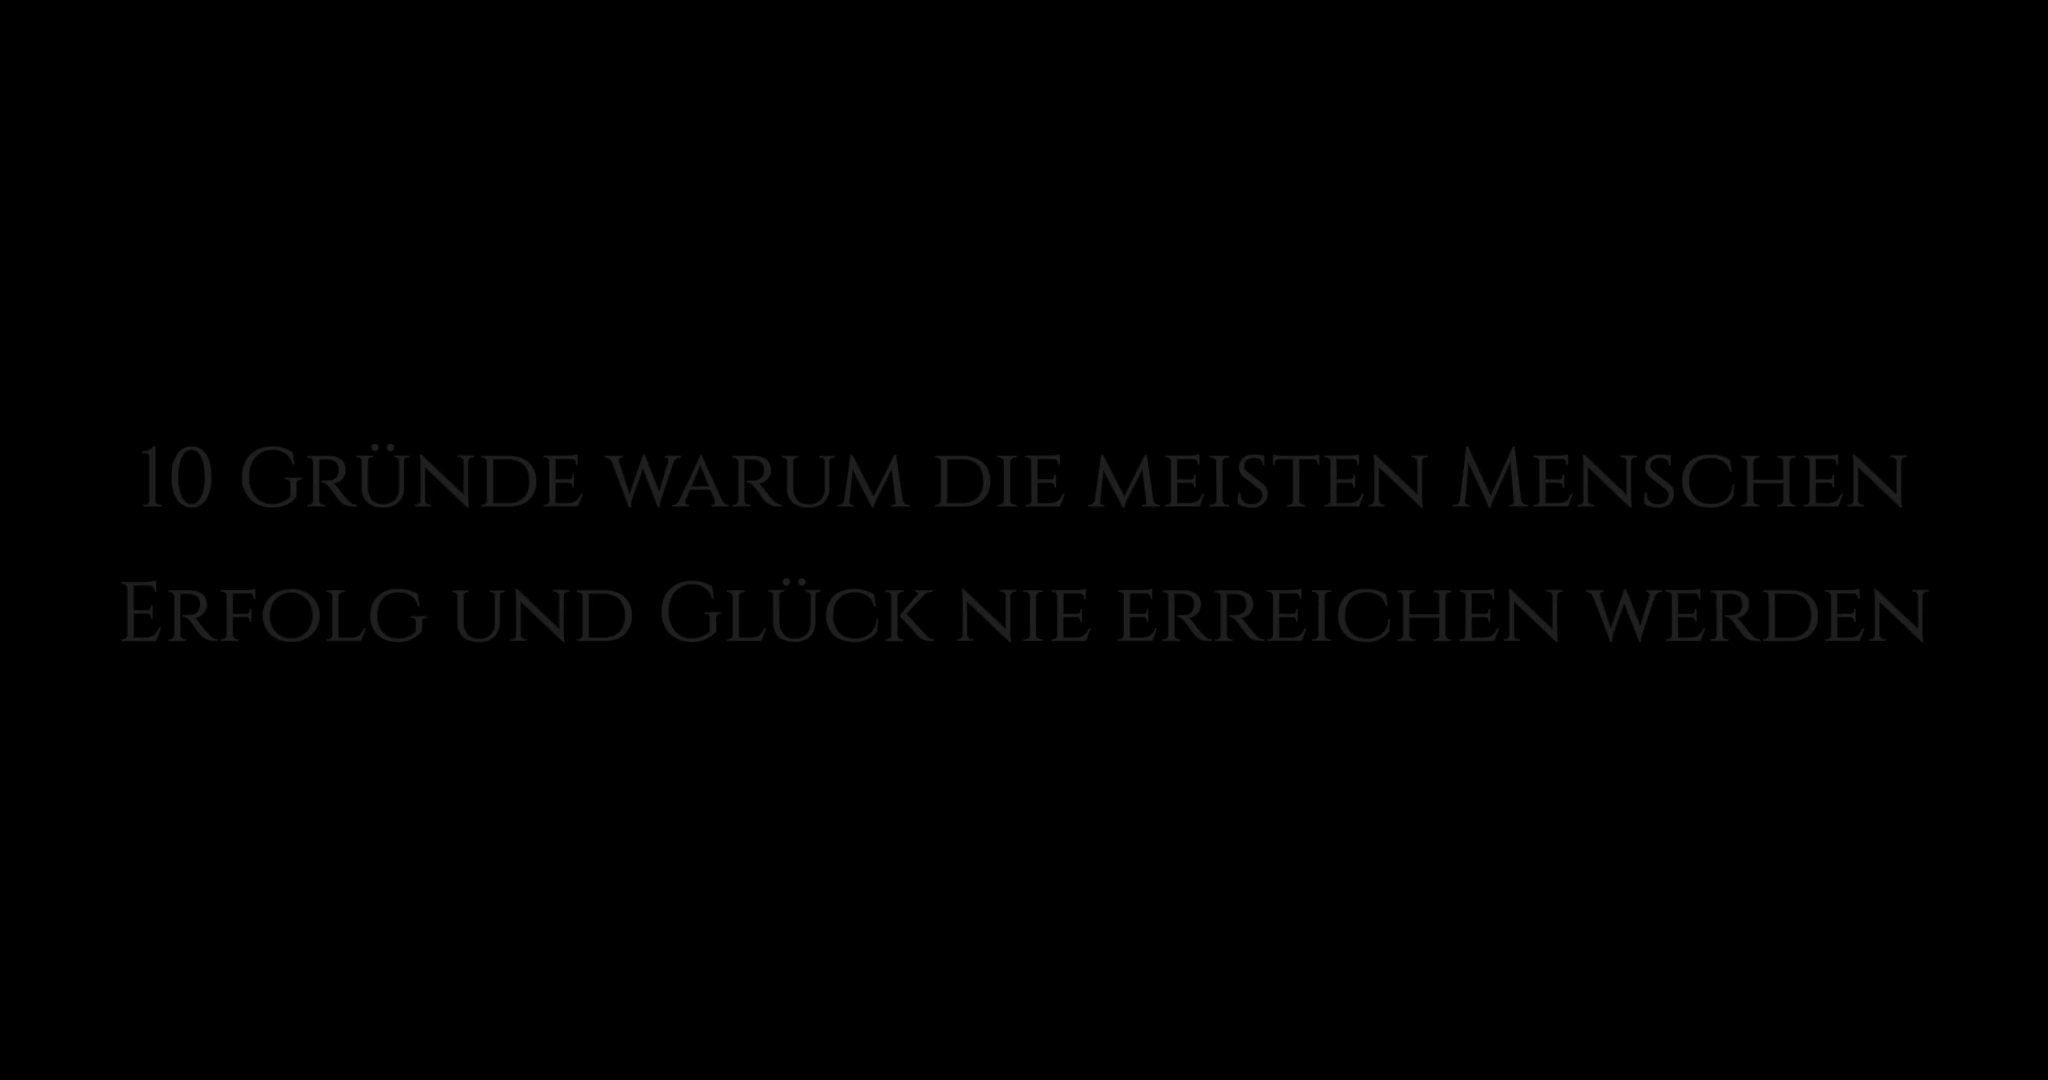 10 Gründe warum die meisten Menschen
Erfolg und Glück nie erreichen werden